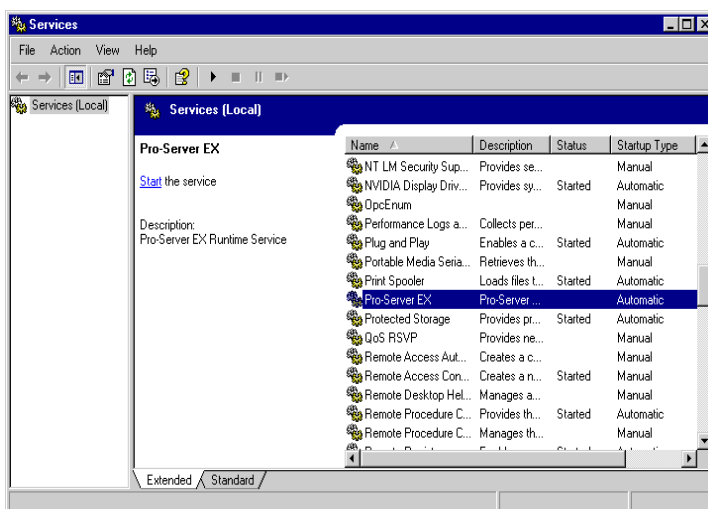 Services
File Action View Help
Services (Local)
Services (Local)
Pro-Server EX
Start the service
Description:
Pro-Server EX Runtime Service
Name Description Status Startup Type
NT LM Security Sup... Provides se... Manual
NVIDIA Display Driv... Provides sy... Started Automatic
OpcEnum Manual
Performance Logs a... Collects per... Manual
Plug and Play Enables a c... Started Automatic
Portable Media Seria... Retrieves th... Manual
Print Spooler Loads files t... Started Automatic
Pro-Server EX Pro-Server ... Automatic
Protected Storage Provides pr... Started Automatic
QoS RSVP Provides ne... Manual
Remote Access Aut... Creates a c... Manual
Remote Access Con... Creates a n... Started Manual
Remote Desktop Hel... Manages a... Manual
Remote Procedure C... Provides th... Started Automatic
Remote Procedure C... Manages th... Manual
Extended Standard